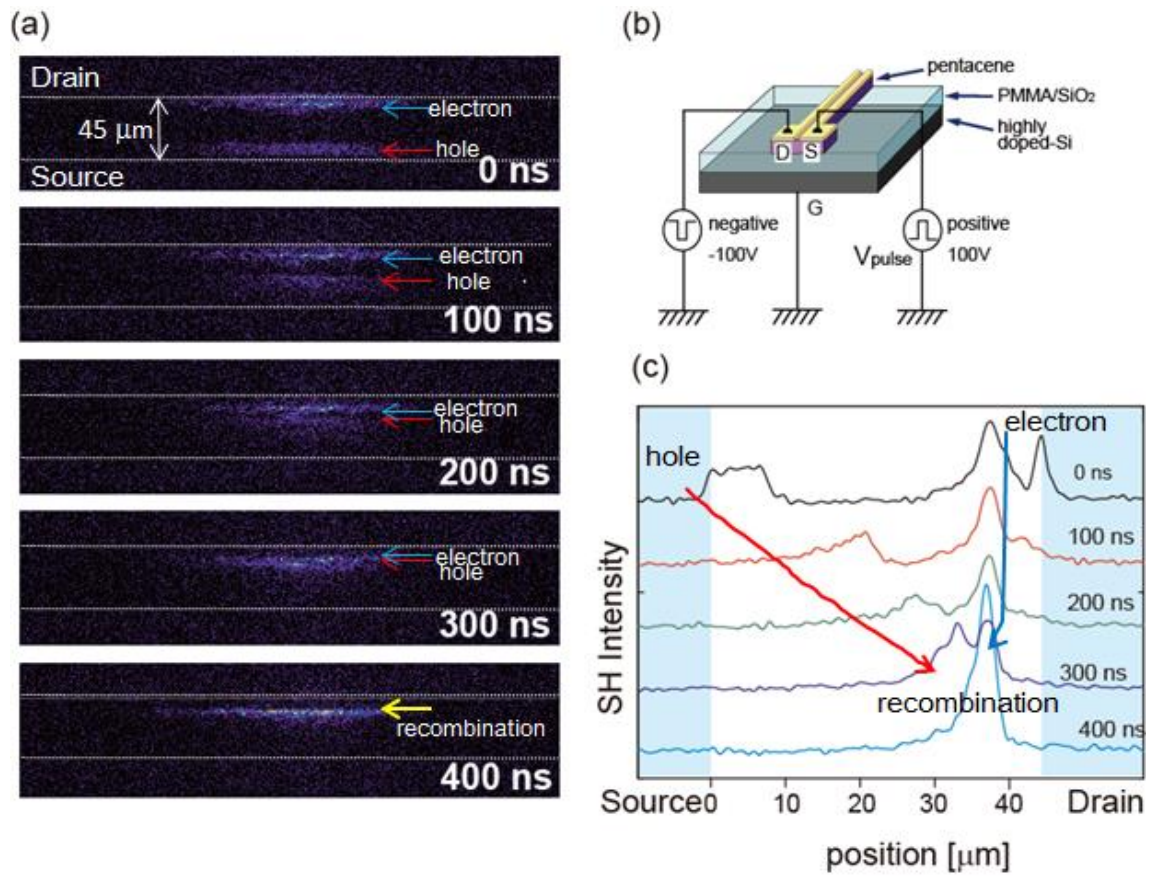 (a)
Drain
45 μm
electron
hole
Source
0 ns
electron
hole
100 ns
electron
hole
200 ns
electron
hole
300 ns
recombination
400 ns
(b)
pentacene
PMMA/SiO₂
highly
doped-Si
D S
G
negative
-100V
positive
100V
Vpulse
(c)
electron
hole
0 ns
100 ns
200 ns
300 ns
recombination
400 ns
SH Intensity
Source 0 10 20 30 40 Drain
position [μm]